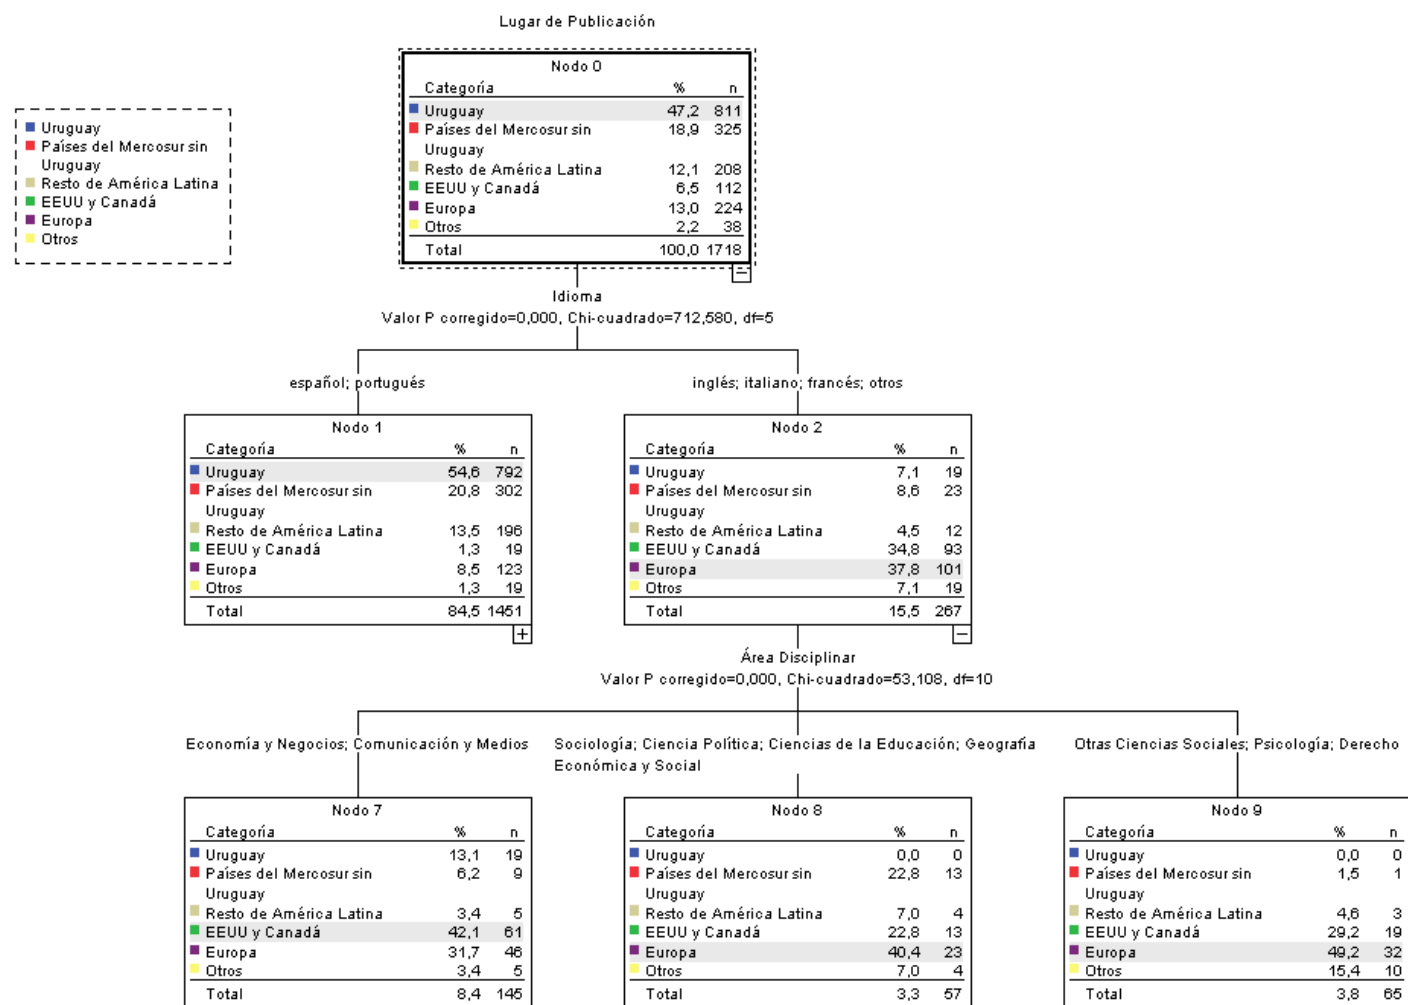 Lugar de Publicación
Uruguay
Países del Mercosur sin
Uruguay
Resto de América Latina
EEUU y Canadá
Europa
Otros
Nodo 0
Categoría % n
Uruguay 47,2 811
Países del Mercosur sin 18,9 325
Uruguay
Resto de América Latina 12,1 208
EEUU y Canadá 6,5 112
Europa 13,0 224
Otros 2,2 38
Total 100,0 1718
Idioma
Valor P corregido=0,000, Chi-cuadrado=712,580, df=5
español; portugués
inglés; italiano; francés; otros
Nodo 1
Categoría % n
Uruguay 54,6 792
Países del Mercosur sin 20,8 302
Uruguay
Resto de América Latina 13,5 196
EEUU y Canadá 1,3 19
Europa 8,5 123
Otros 1,3 19
Total 84,5 1451
Nodo 2
Categoría % n
Uruguay 7,1 19
Países del Mercosur sin 8,6 23
Uruguay
Resto de América Latina 4,5 12
EEUU y Canadá 34,8 93
Europa 37,8 101
Otros 7,1 19
Total 15,5 267
Área Disciplinar
Valor P corregido=0,000, Chi-cuadrado=53,108, df=10
Economía y Negocios; Comunicación y Medios
Sociología; Ciencia Política; Ciencias de la Educación; Geografía
Económica y Social
Otras Ciencias Sociales; Psicología; Derecho
Nodo 7
Categoría % n
Uruguay 13,1 19
Países del Mercosur sin 6,2 9
Uruguay
Resto de América Latina 3,4 5
EEUU y Canadá 42,1 61
Europa 31,7 46
Otros 3,4 5
Total 8,4 145
Nodo 8
Categoría % n
Uruguay 0,0 0
Países del Mercosur sin 22,8 13
Uruguay
Resto de América Latina 7,0 4
EEUU y Canadá 22,8 13
Europa 40,4 23
Otros 7,0 4
Total 3,3 57
Nodo 9
Categoría % n
Uruguay 0,0 0
Países del Mercosur sin 1,5 1
Uruguay
Resto de América Latina 4,6 3
EEUU y Canadá 29,2 19
Europa 49,2 32
Otros 15,4 10
Total 3,8 65